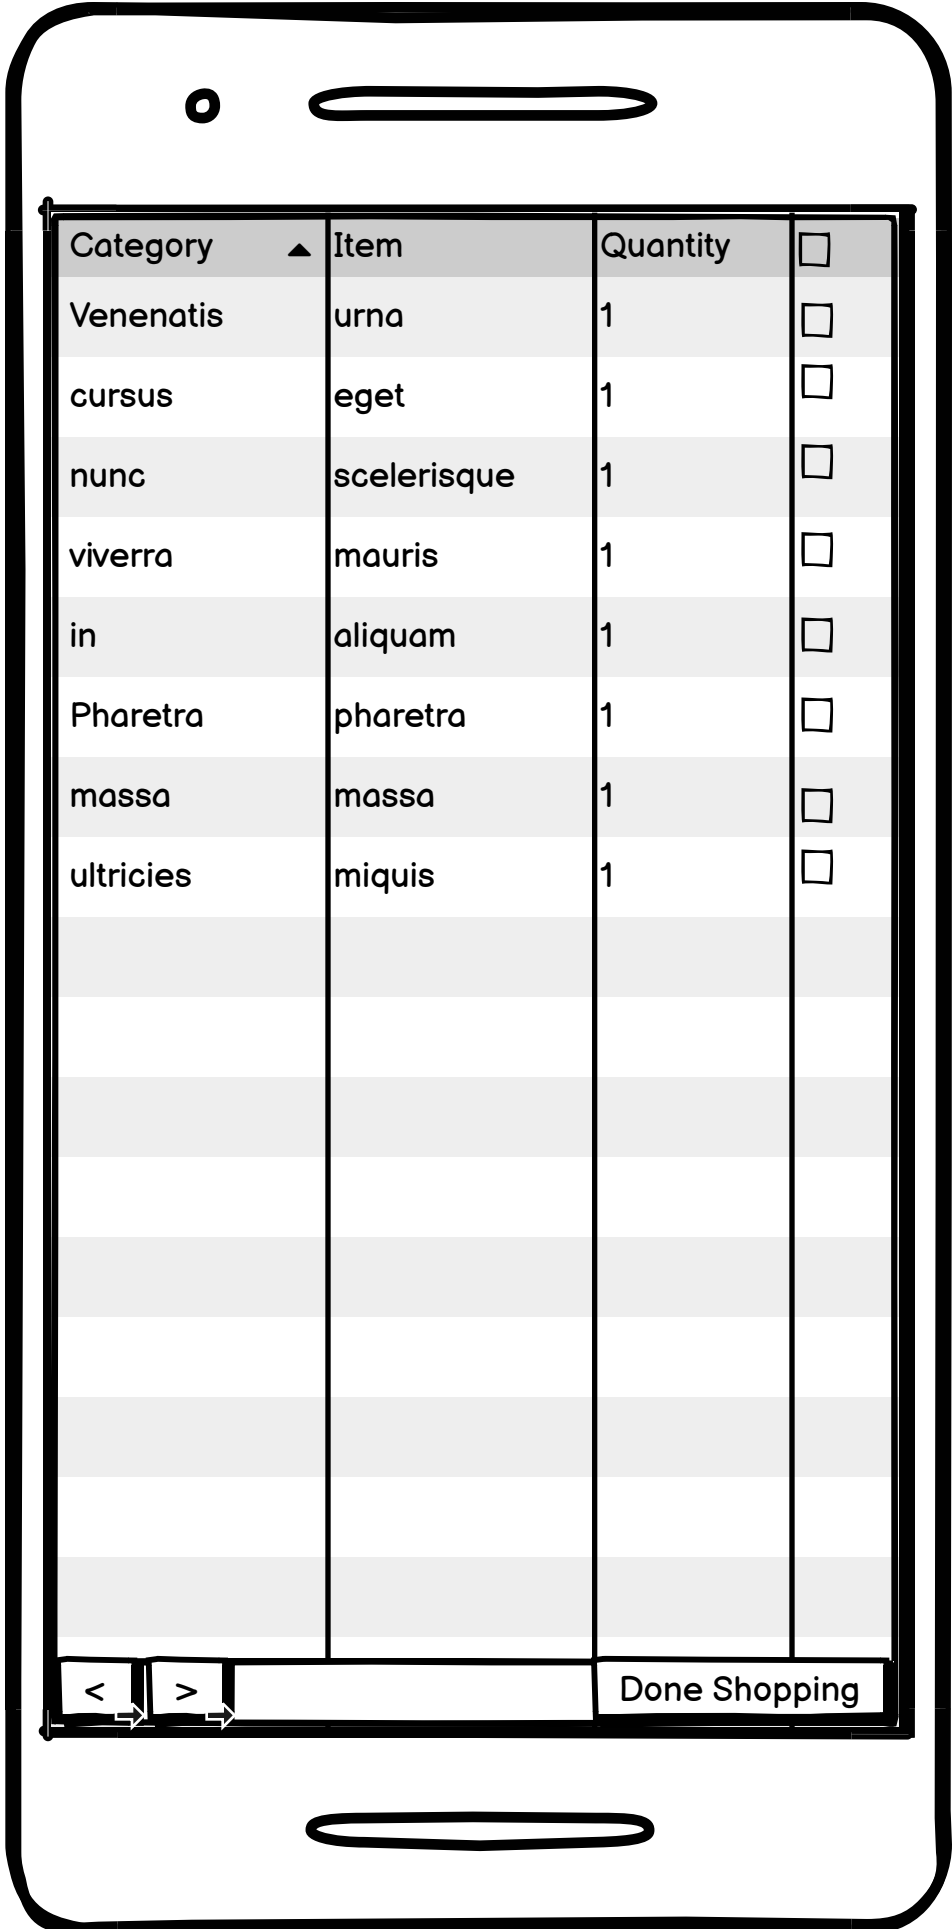 Category Item Quantity
Venenatis urna 1
cursus eget 1
nunc scelerisque 1
viverra mauris 1
in aliquam 1
Pharetra pharetra 1
massa massa 1
ultricies miquis 1
< > Done Shopping